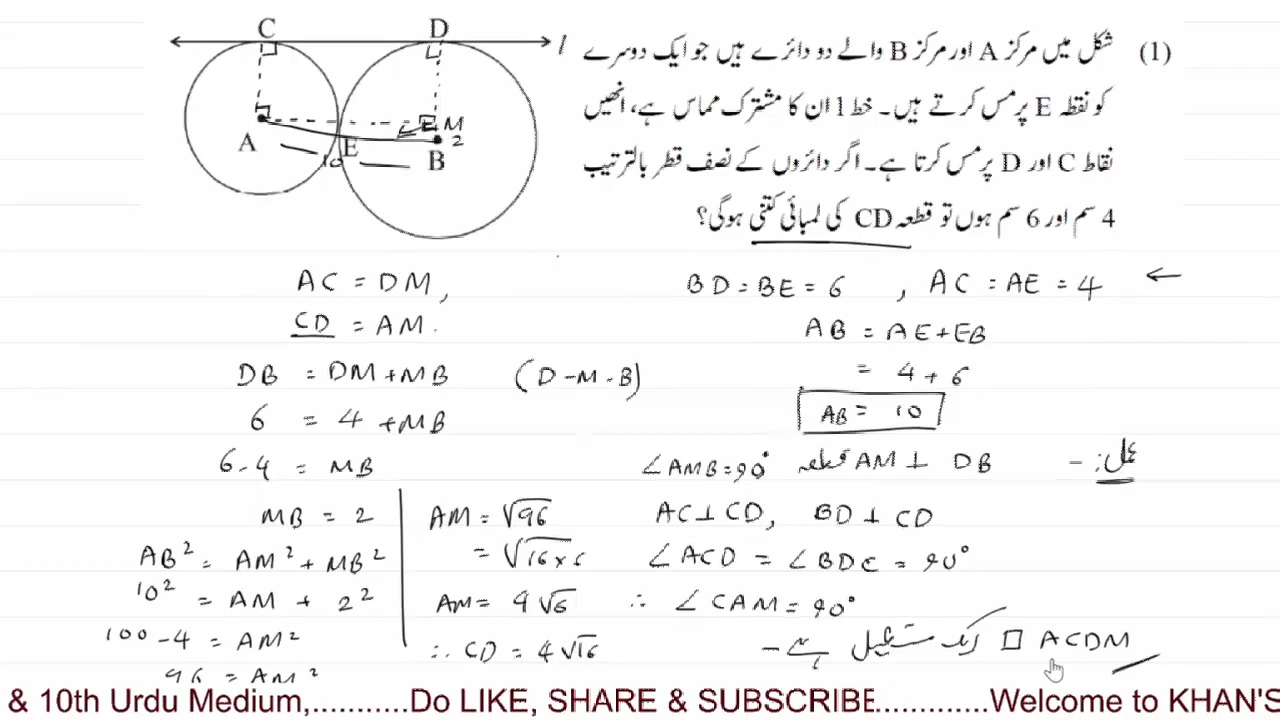 (1) شکل میں مرکز A اور مرکز B والے دو دائرے ہیں جو ایک دوسرے
کو نقطہ E پر مس کرتے ہیں۔ خط l ان کا مشترک مماس ہے، انھیں
نقاط C اور D پر مس کرتا ہے۔ اگر دائروں کے نصف قطر بالترتیب
4 سم اور 6 سم ہوں تو قطعہ CD کی لمبائی کتنی ہوگی؟
C D l
A E M
10 B 2
BD = BE = 6 , AC = AE = 4 ←
AB = AE + EB
= 4 + 6
AB = 10
حل: -
قطعہ AM ⊥ DB
∠AMB = 90°
AC ⊥ CD, BD ⊥ CD
∠ACD = ∠BDC = 90°
∴ ∠CAM = 90°
□ ACDM ایک مستطیل ہے -
AC = DM,
CD = AM.
DB = DM + MB (D-M-B)
6 = 4 + MB
6-4 = MB
MB = 2
AB² = AM² + MB²
10² = AM + 2²
100 - 4 = AM²
96 = AM²
AM = √96
= √16×6
AM = 4√6
∴ CD = 4√6
& 10th Urdu Medium,...........Do LIKE, SHARE & SUBSCRIBE.............Welcome to KHAN'S